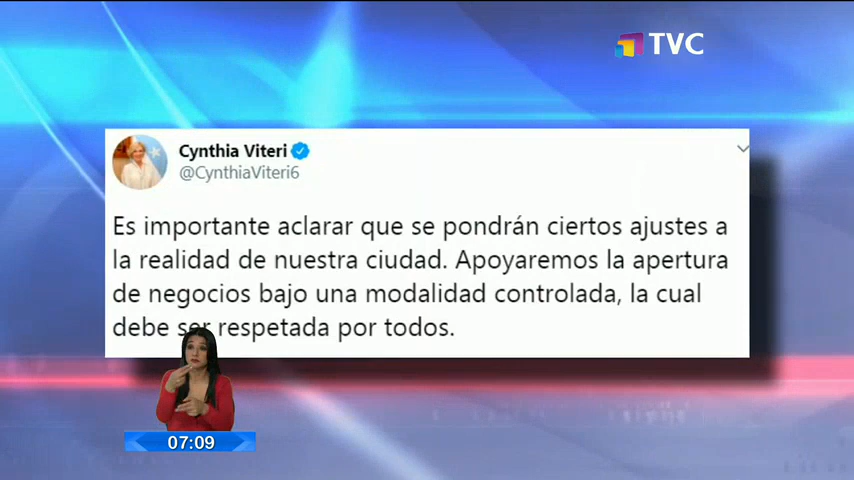 TVC
Cynthia Viteri
@CynthiaViteri6
Es importante aclarar que se pondrán ciertos ajustes a
la realidad de nuestra ciudad. Apoyaremos la apertura
de negocios bajo una modalidad controlada, la cual
debe ser respetada por todos.
07:09